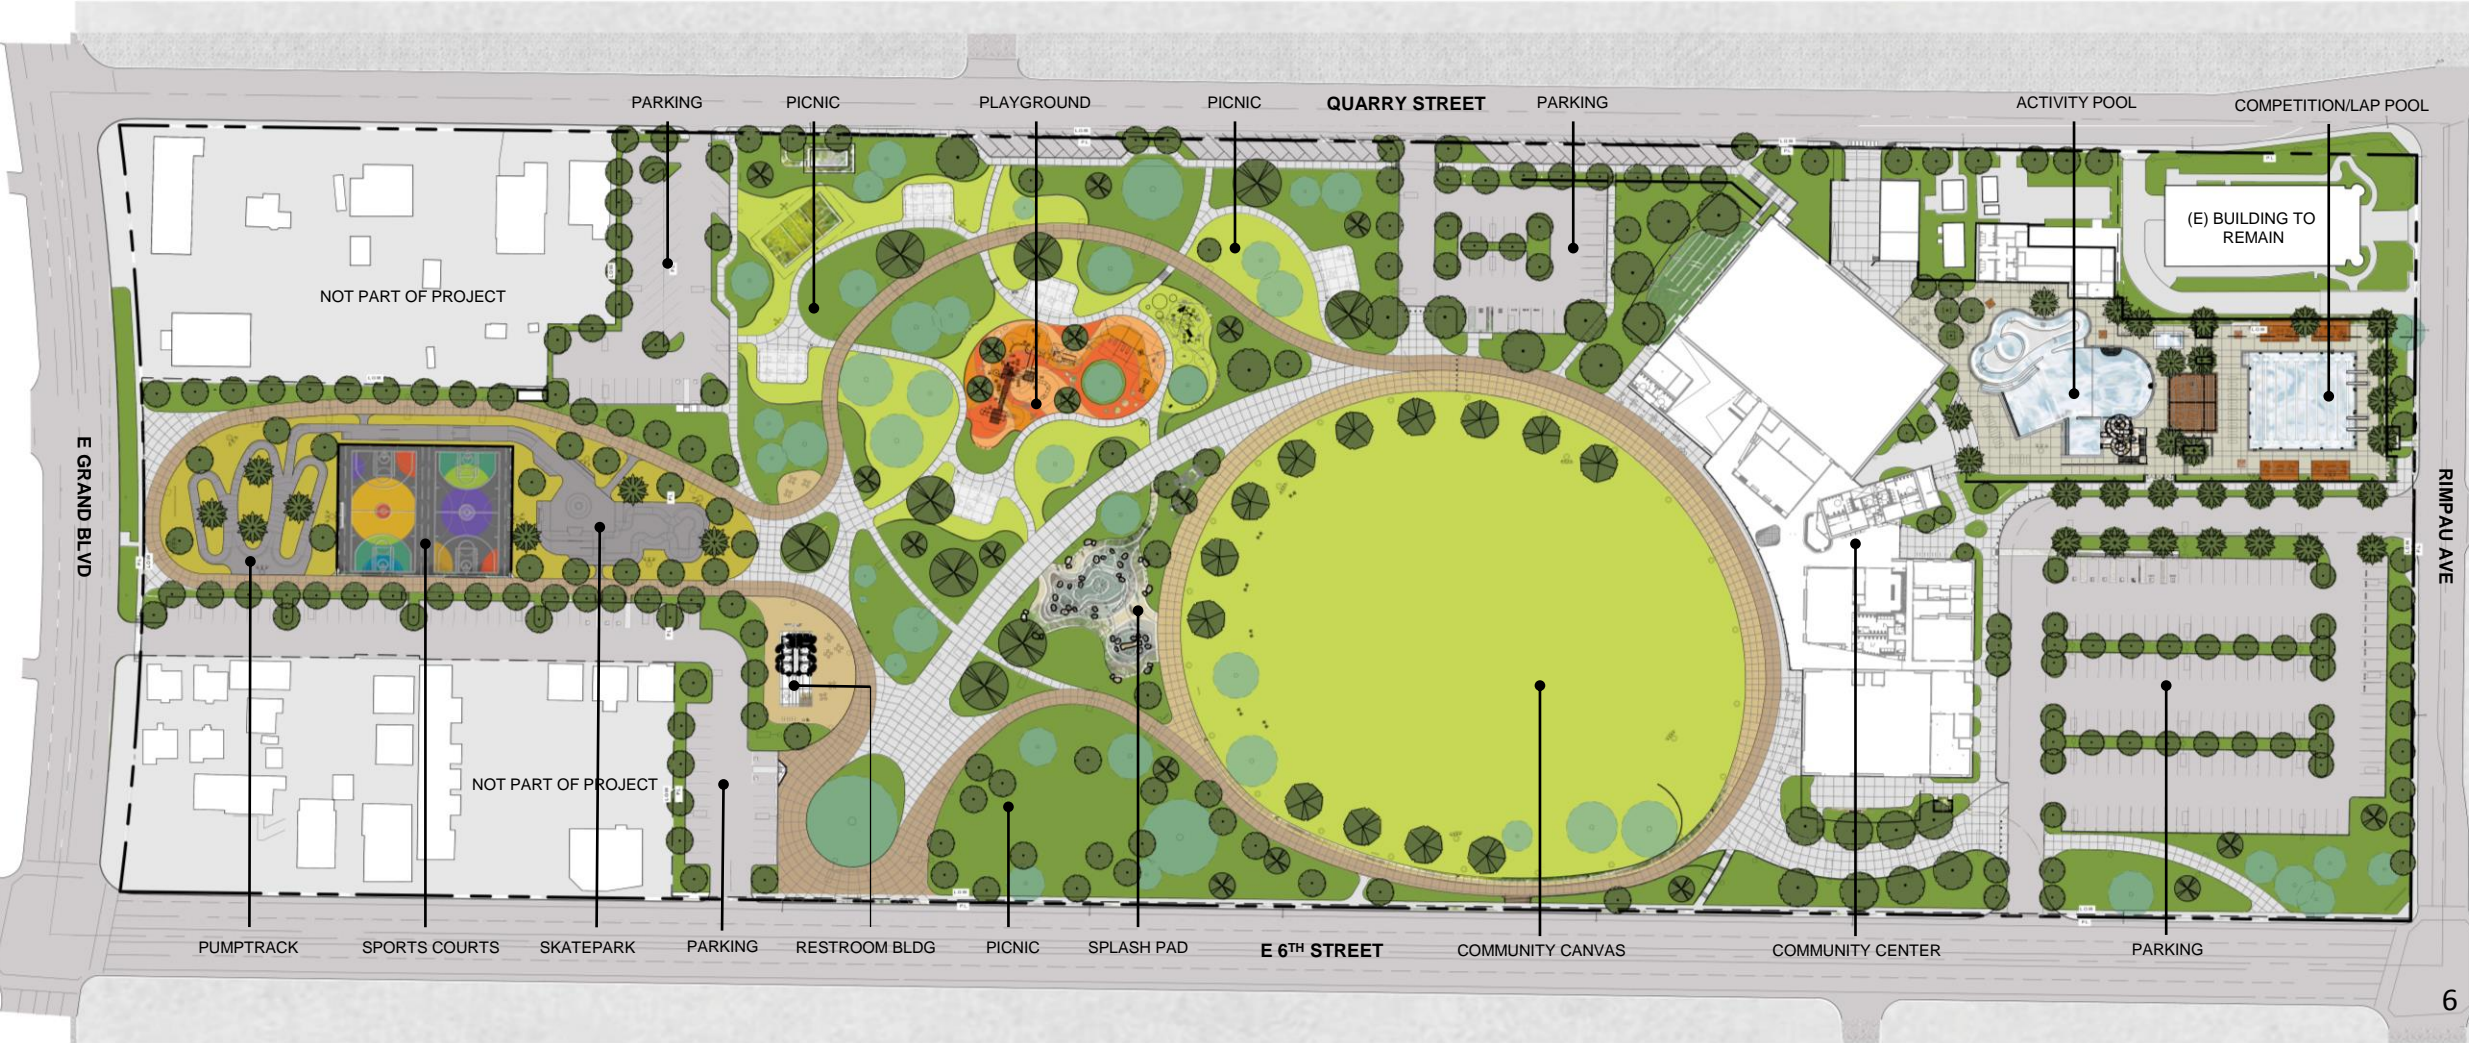 PARKING
PICNIC
PLAYGROUND
PICNIC
QUARRY STREET
PARKING
ACTIVITY POOL
COMPETITION/LAP POOL
(E) BUILDING TO
REMAIN
NOT PART OF PROJECT
E GRAND BLVD
RIMPAU AVE
NOT PART OF PROJECT
PUMPTRACK
SPORTS COURTS
SKATEPARK
PARKING
RESTROOM BLDG
PICNIC
SPLASH PAD
E 6TH STREET
COMMUNITY CANVAS
COMMUNITY CENTER
PARKING
6